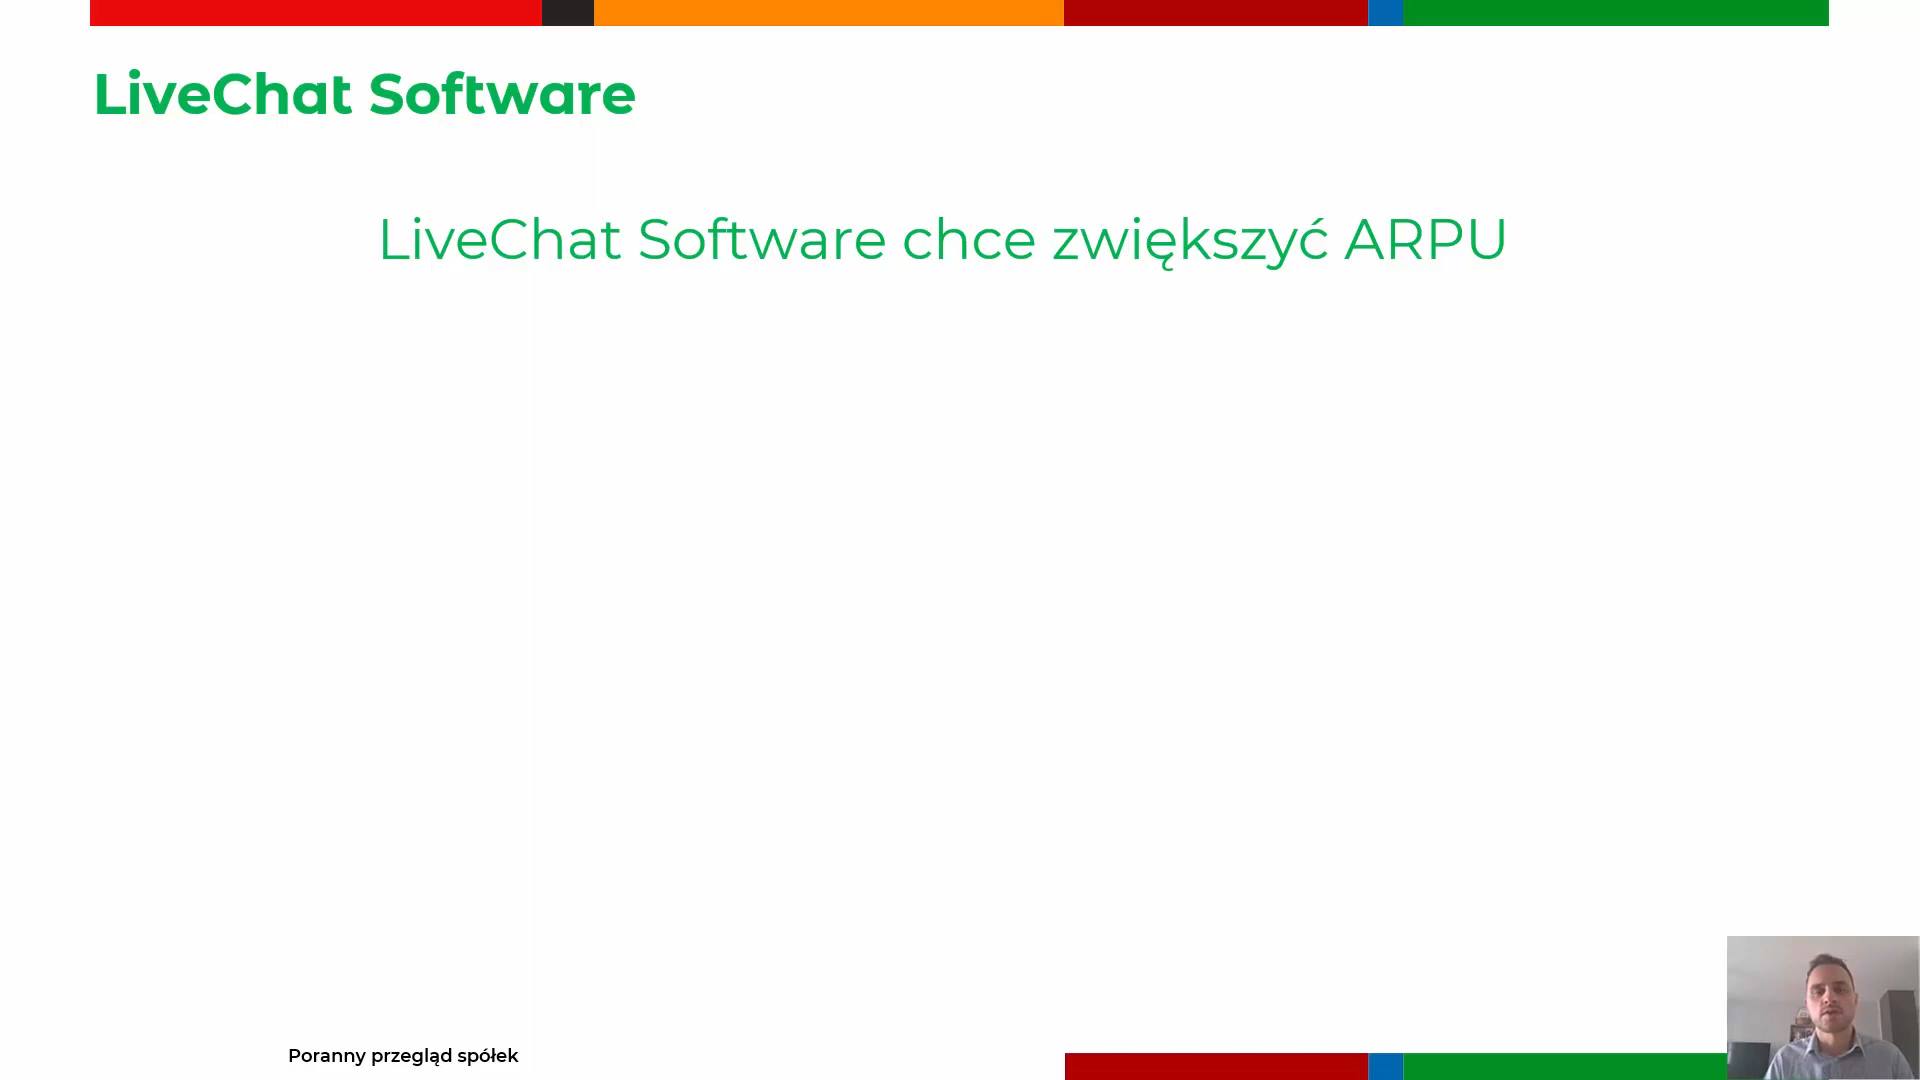 LiveChat Software
LiveChat Software chce zwiększyć ARPU
Poranny przegląd spółek